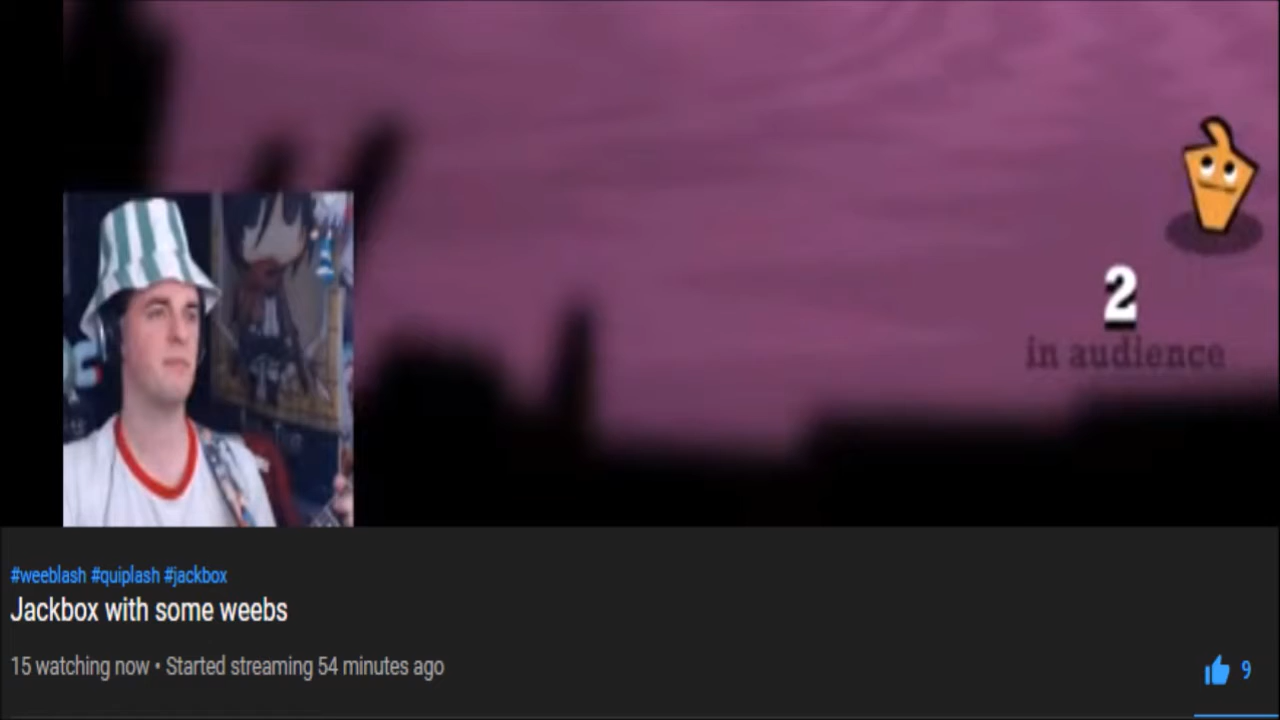 2
in audience
#weeblash #quiplash #jackbox
Jackbox with some weebs
15 watching now • Started streaming 54 minutes ago
9